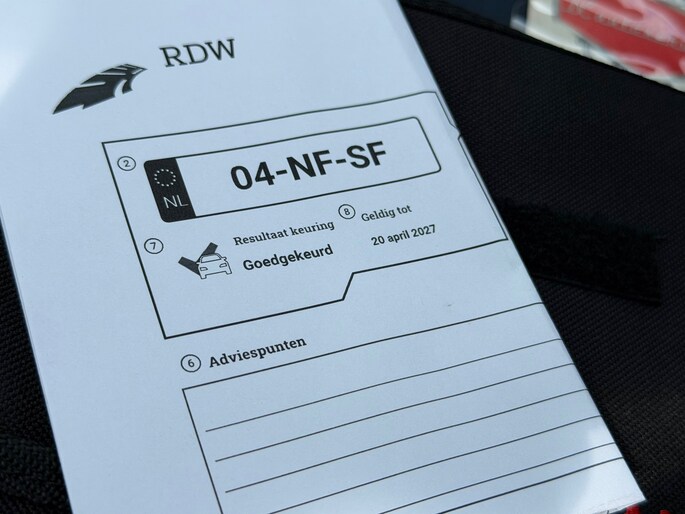 RDW
2
NL
04-NF-SF
7
Resultaat keuring
Goedgekeurd
8
Geldig tot
20 april 2027
6
Adviespunten